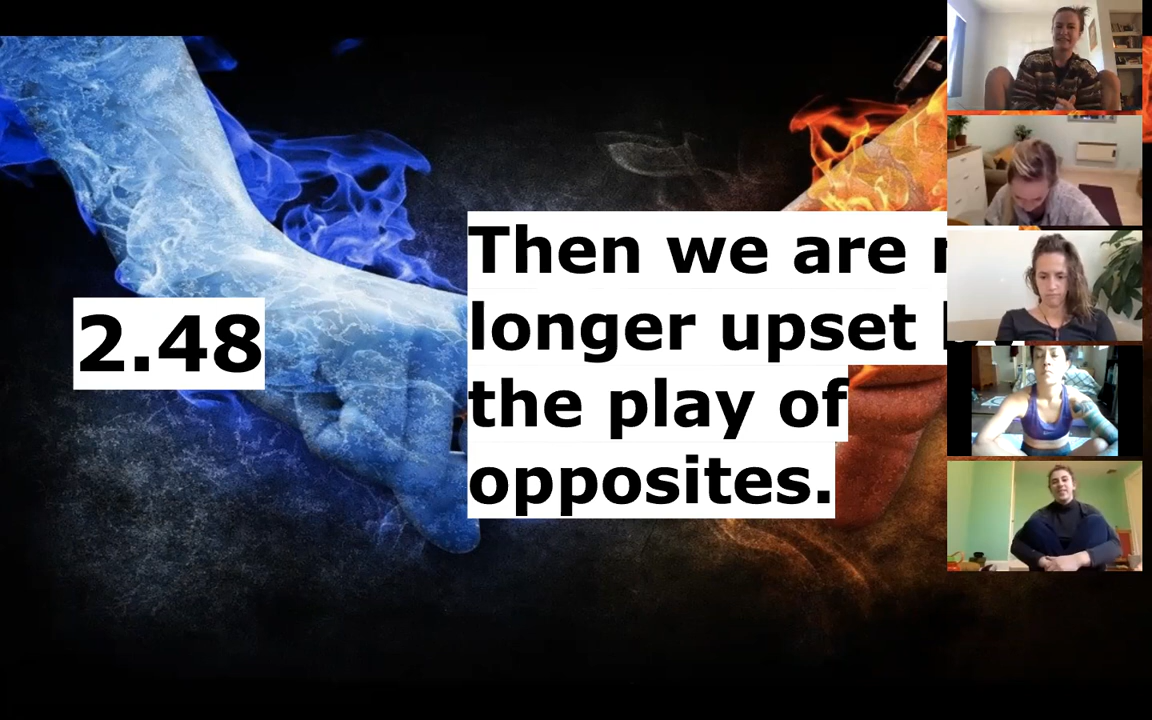 2.48
Then we are
longer upset
the play of
opposites.